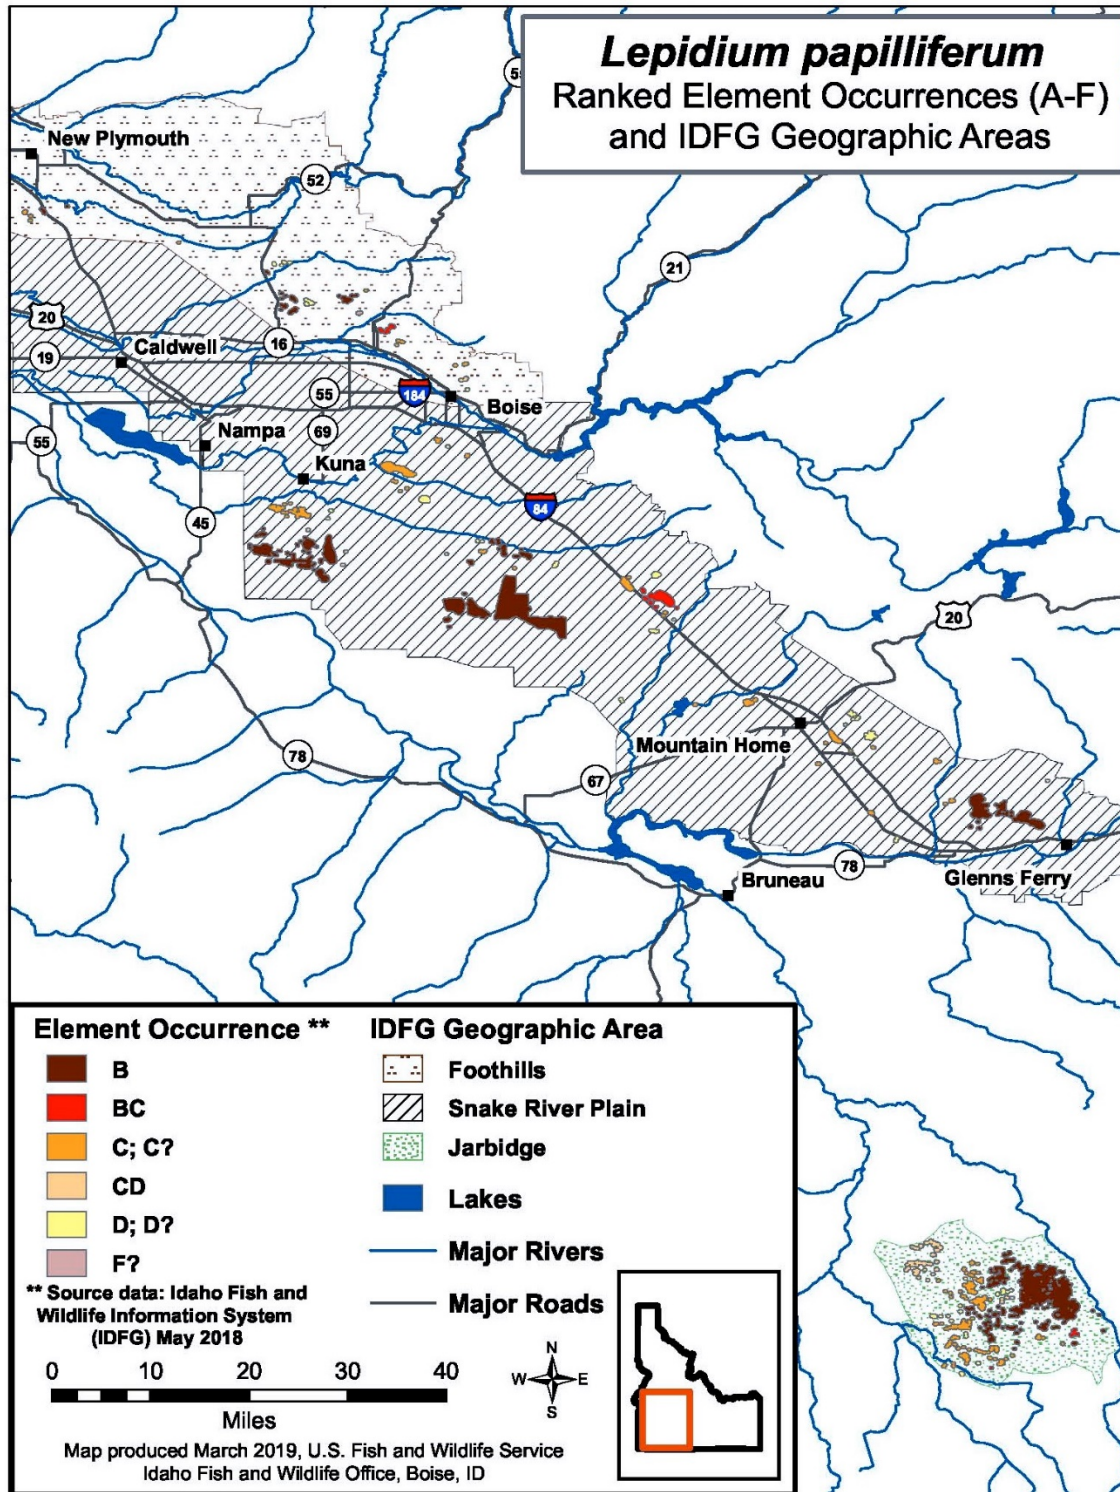 Lepidium papilliferum
Ranked Element Occurrences (A-F)
and IDFG Geographic Areas
55
New Plymouth
52
21
20
16
Caldwell
19
184
55
Boise
Nampa
69
55
Kuna
84
45
20
Mountain Home
78
67
Bruneau
78
Glenns Ferry
Element Occurrence **
B
BC
C; C?
CD
D; D?
F?
** Source data: Idaho Fish and
Wildlife Information System
(IDFG) May 2018
IDFG Geographic Area
Foothills
Snake River Plain
Jarbidge
Lakes
Major Rivers
Major Roads
0 10 20 30 40
Miles
N
W E
S
Map produced March 2019, U.S. Fish and Wildlife Service
Idaho Fish and Wildlife Office, Boise, ID